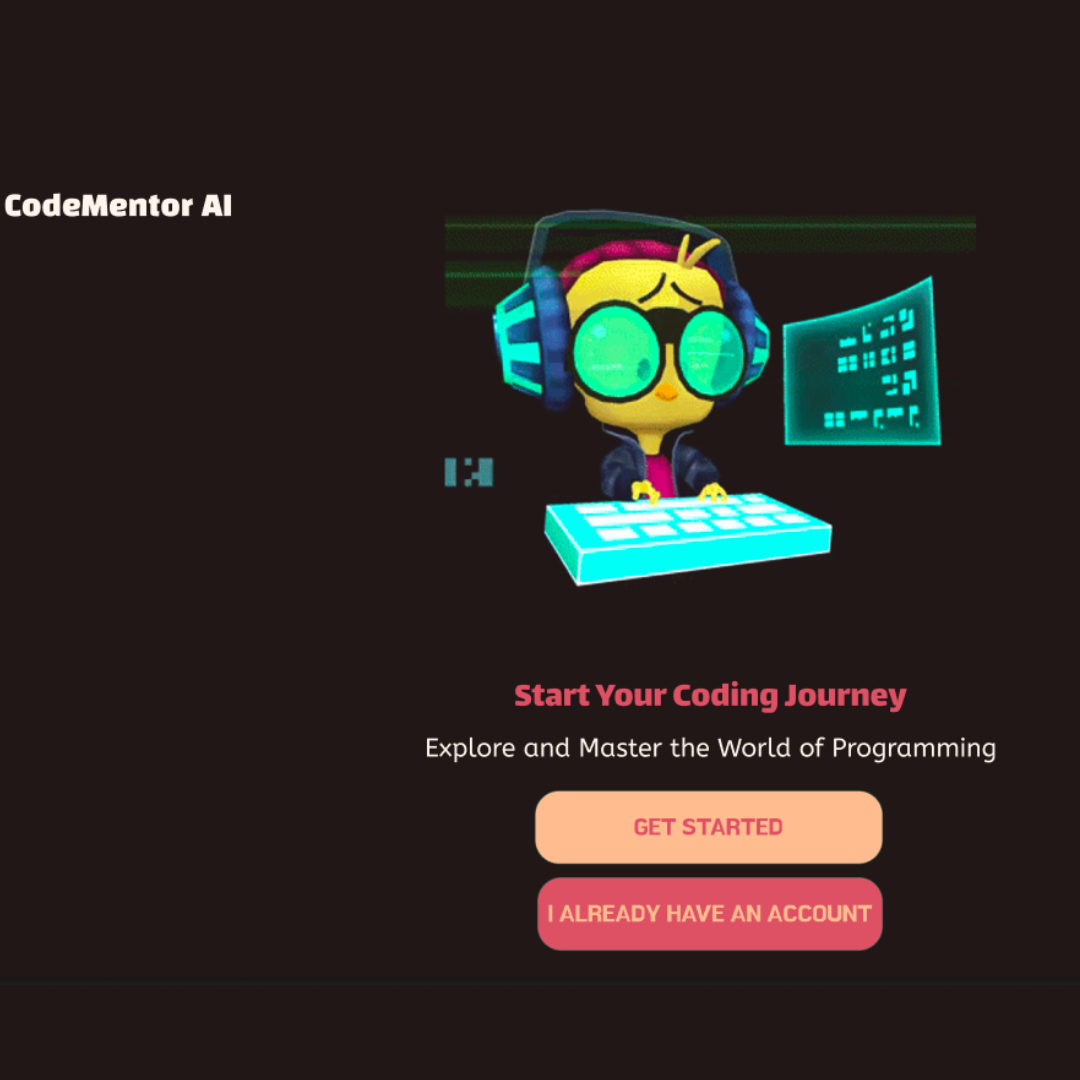 CodeMentor AI
Start Your Coding Journey
Explore and Master the World of Programming
GET STARTED
I ALREADY HAVE AN ACCOUNT